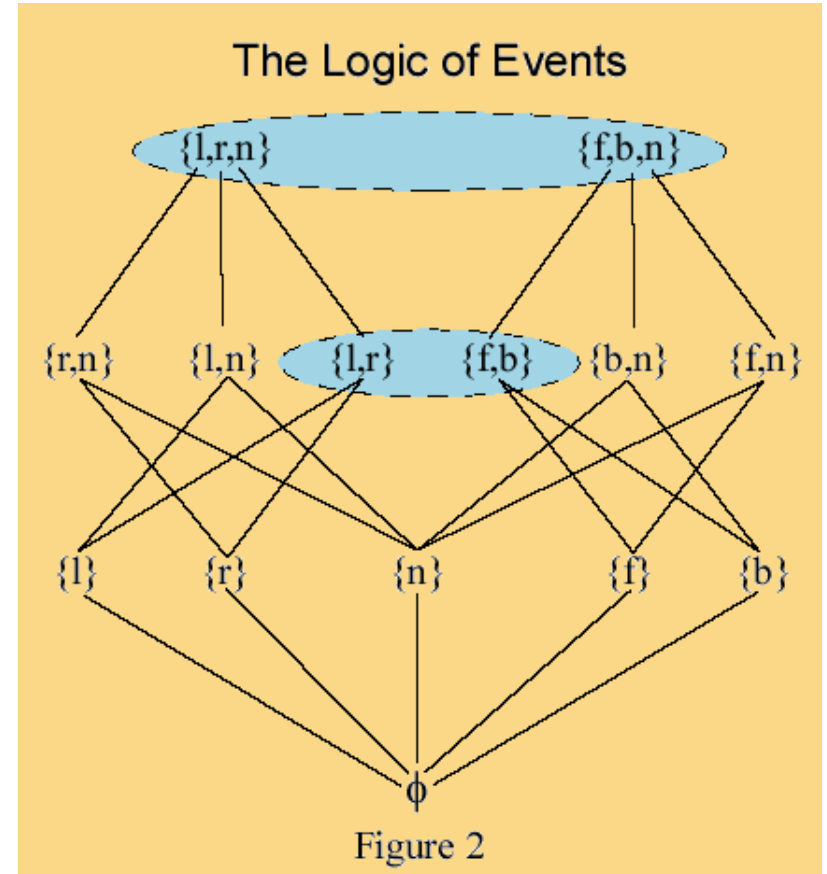 The Logic of Events
{l,r,n} {f,b,n}
{r,n} {l,n} {l,r} {f,b} {b,n} {f,n}
{l} {r} {n} {f} {b}
ϕ
Figure 2